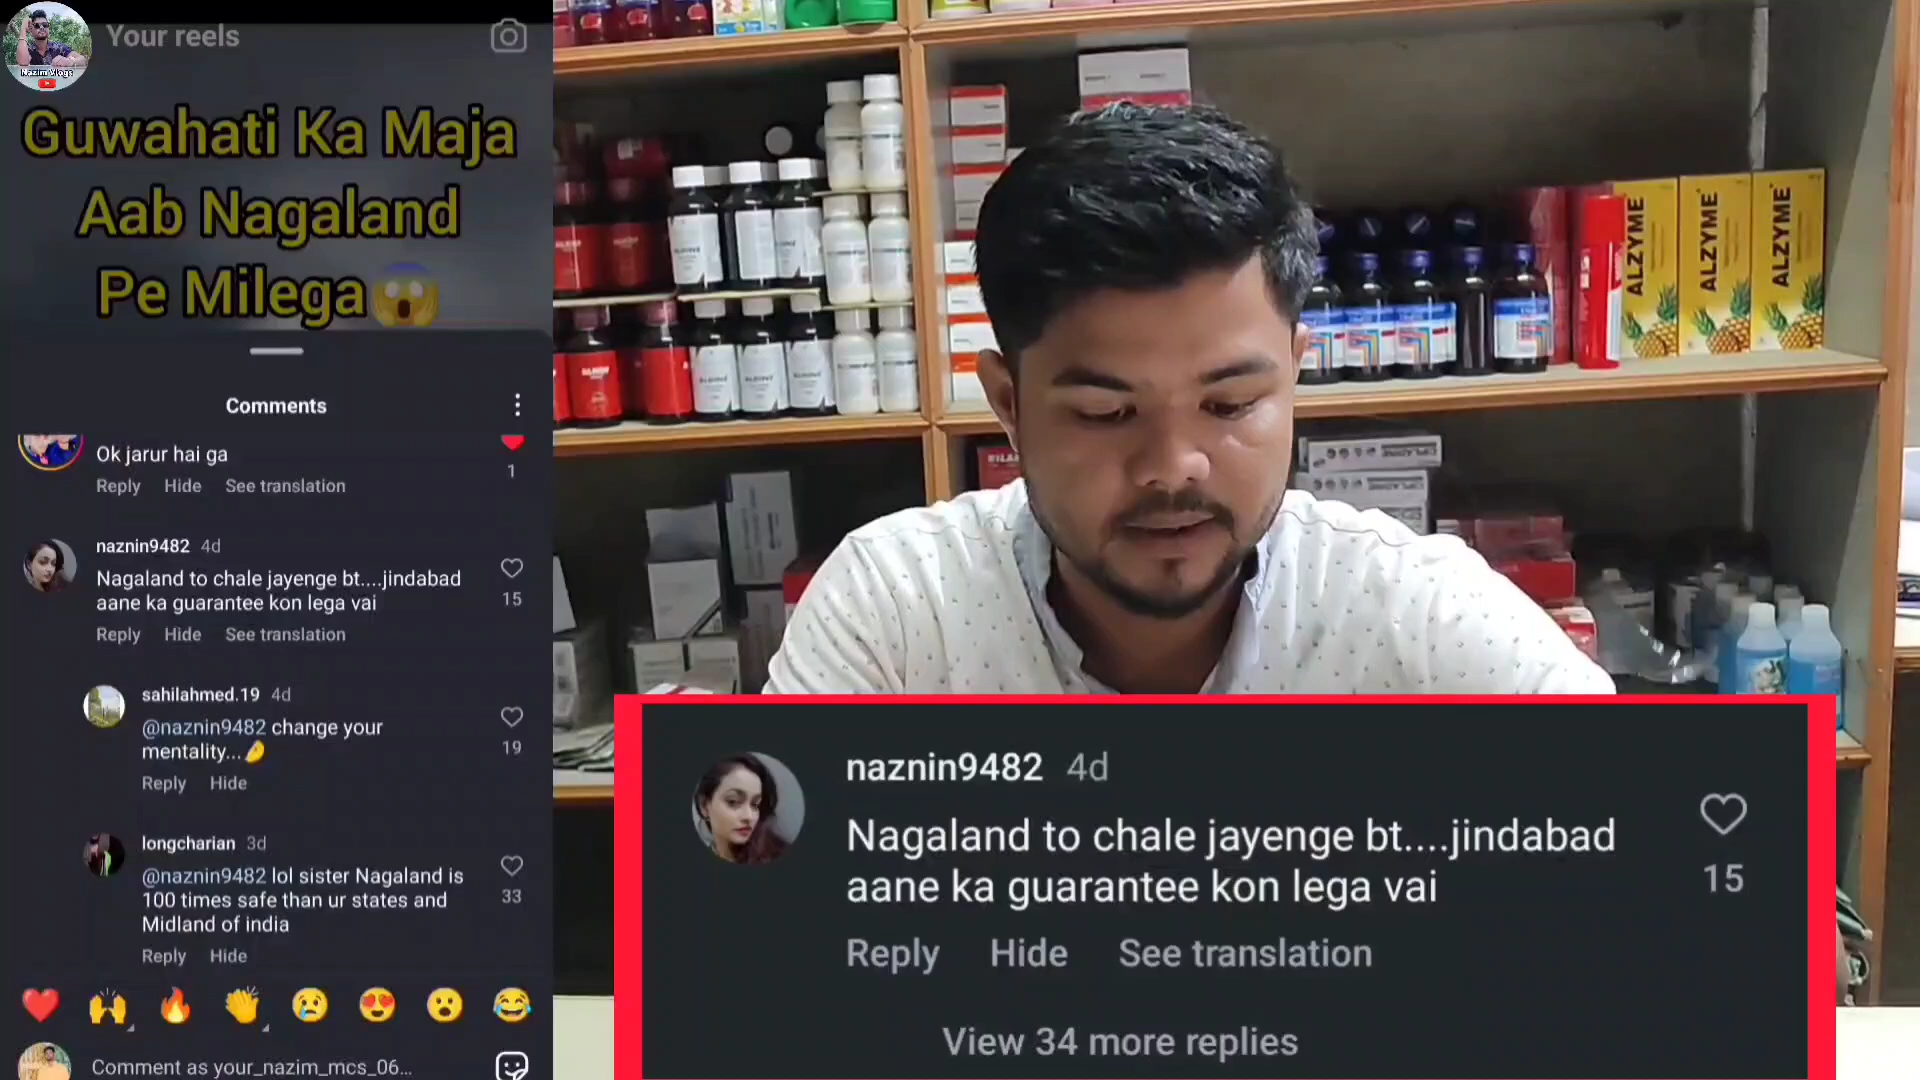 Nazim Vlogs
Your reels
Guwahati Ka Maja
Aab Nagaland
Pe Milega😱
Comments
Ok jarur hai ga
1
Reply Hide See translation
naznin9482 4d
Nagaland to chale jayenge bt....jindabad
aane ka guarantee kon lega vai
15
Reply Hide See translation
sahilahmed.19 4d
@naznin9482 change your
mentality...🤌
19
Reply Hide
longcharian 3d
@naznin9482 lol sister Nagaland is
100 times safe than ur states and
Midland of india
33
Reply Hide
❤️ 🙌 🔥 👏 😢 😍 😮 😂
Comment as your_nazim_mcs_06...
ALZYME
ALZYME
ALZYME
naznin9482 4d
Nagaland to chale jayenge bt....jindabad
aane ka guarantee kon lega vai
15
Reply Hide See translation
View 34 more replies